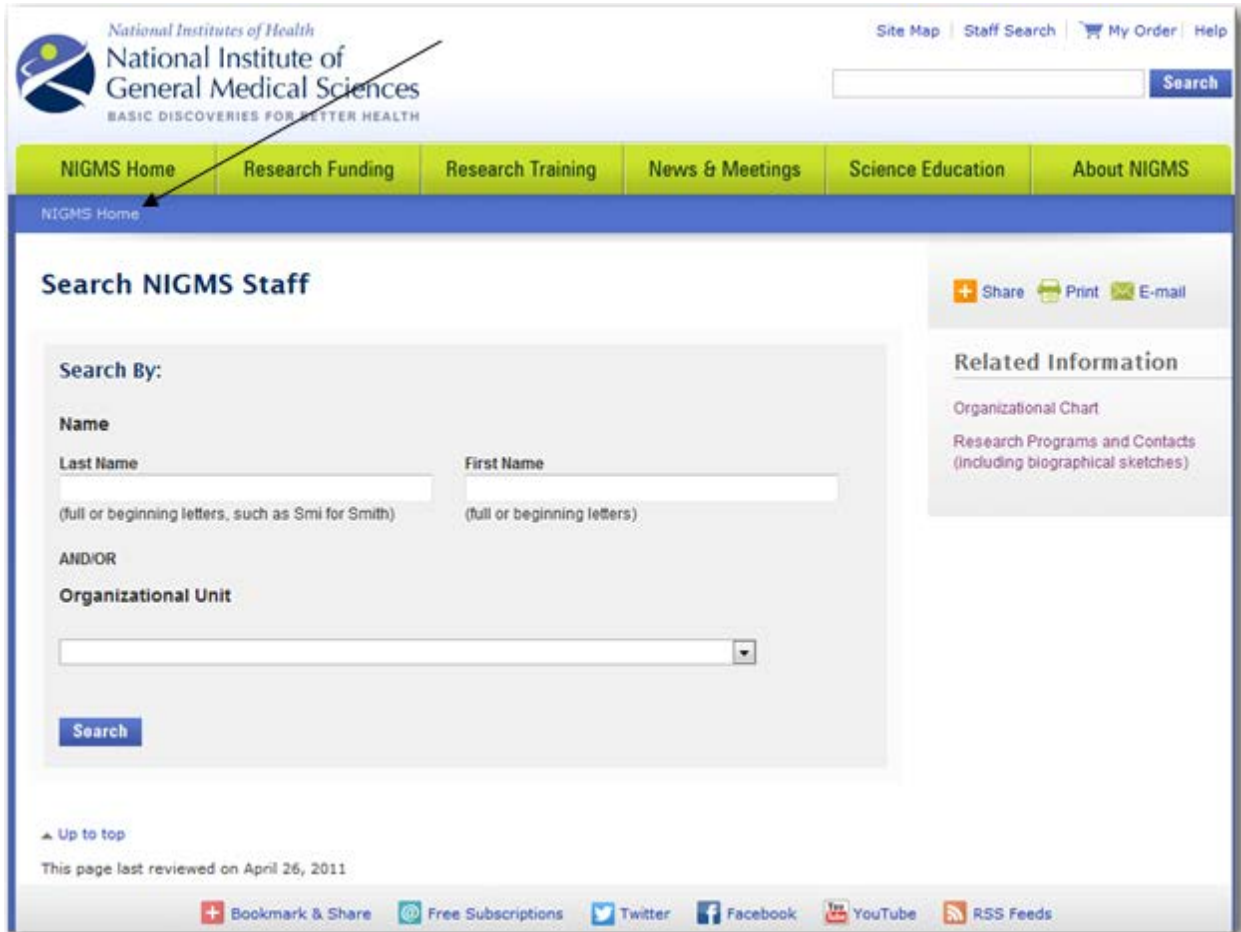 National Institutes of Health
National Institute of
General Medical Sciences
BASIC DISCOVERIES FOR BETTER HEALTH
Site Map Staff Search My Order Help
Search
NIGMS Home Research Funding Research Training News & Meetings Science Education About NIGMS
NIGMS Home
Search NIGMS Staff
Search By:
Name
Last Name First Name
(full or beginning letters, such as Smi for Smith) (full or beginning letters)
AND/OR
Organizational Unit
Search
Share Print E-mail
Related Information
Organizational Chart
Research Programs and Contacts
(including biographical sketches)
Up to top
This page last reviewed on April 26, 2011
Bookmark & Share Free Subscriptions Twitter Facebook YouTube RSS Feeds